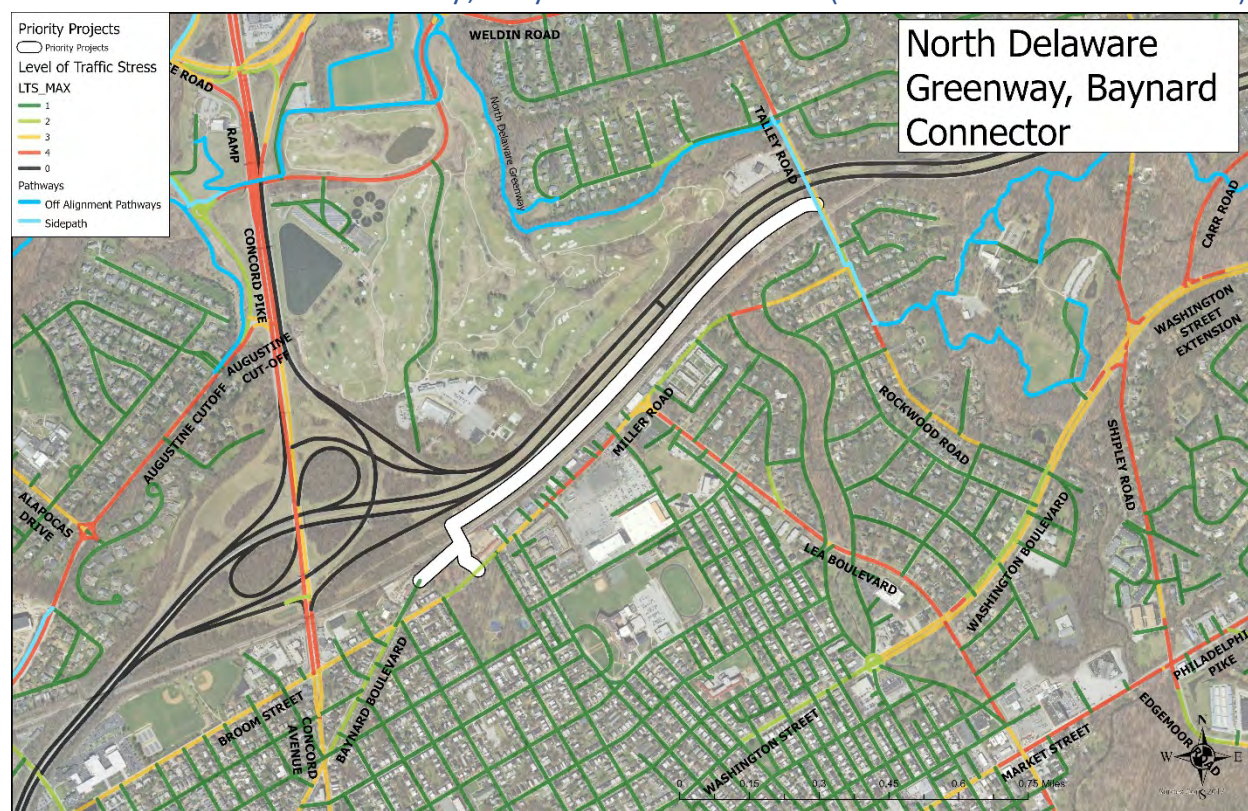 North Delaware
Greenway, Baynard
Connector
Priority Projects
Priority Projects
Level of Traffic Stress
LTS_MAX
1
2
3
4
0
Pathways
Off Alignment Pathways
Sidepath
WELDIN ROAD
RAMP
North Delaware Greenway
TALLEY ROAD
CONCORD PIKE
CARR ROAD
WASHINGTON
STREET
EXTENSION
AUGUSTINE
CUT-OFF
AUGUSTINE CUTOFF
ALAPOCAS
DRIVE
MILLER ROAD
ROCKWOOD ROAD
SHIPLEY ROAD
LEA BOULEVARD
WASHINGTON BOULEVARD
BAYNARD BOULEVARD
BROOM STREET
CONCORD
AVENUE
WASHINGTON STREET
MARKET STREET
PHILADELPHI
PIKE
EDGEMOOR ROAD
N
W E
S
0 0.15 0.3 0.45 0.6 0.75 Miles